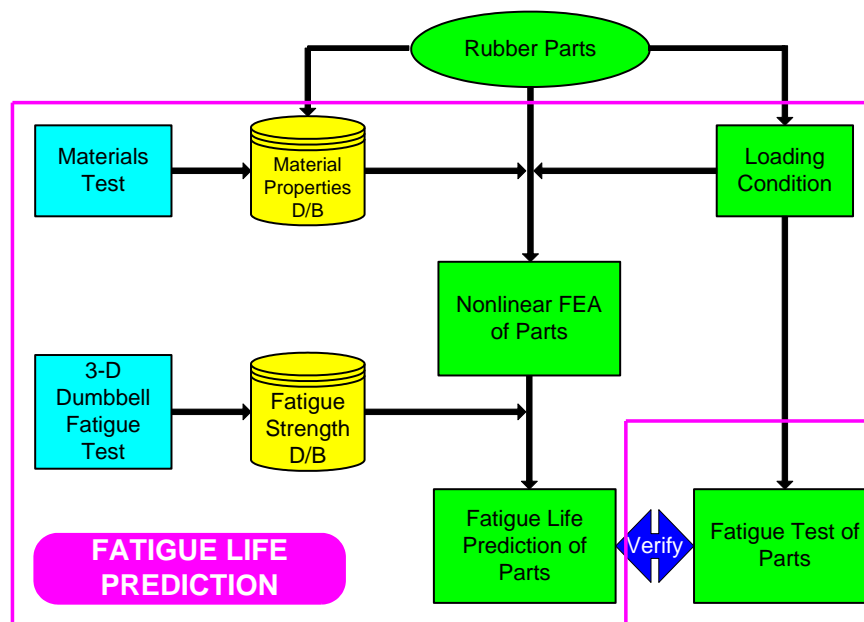 Rubber Parts
Materials
Test
Material
Properties
D/B
Loading
Condition
Nonlinear FEA
of Parts
3-D
Dumbbell
Fatigue
Test
Fatigue
Strength
D/B
Fatigue Life
Prediction of
Parts
Verify
Fatigue Test of
Parts
FATIGUE LIFE
PREDICTION